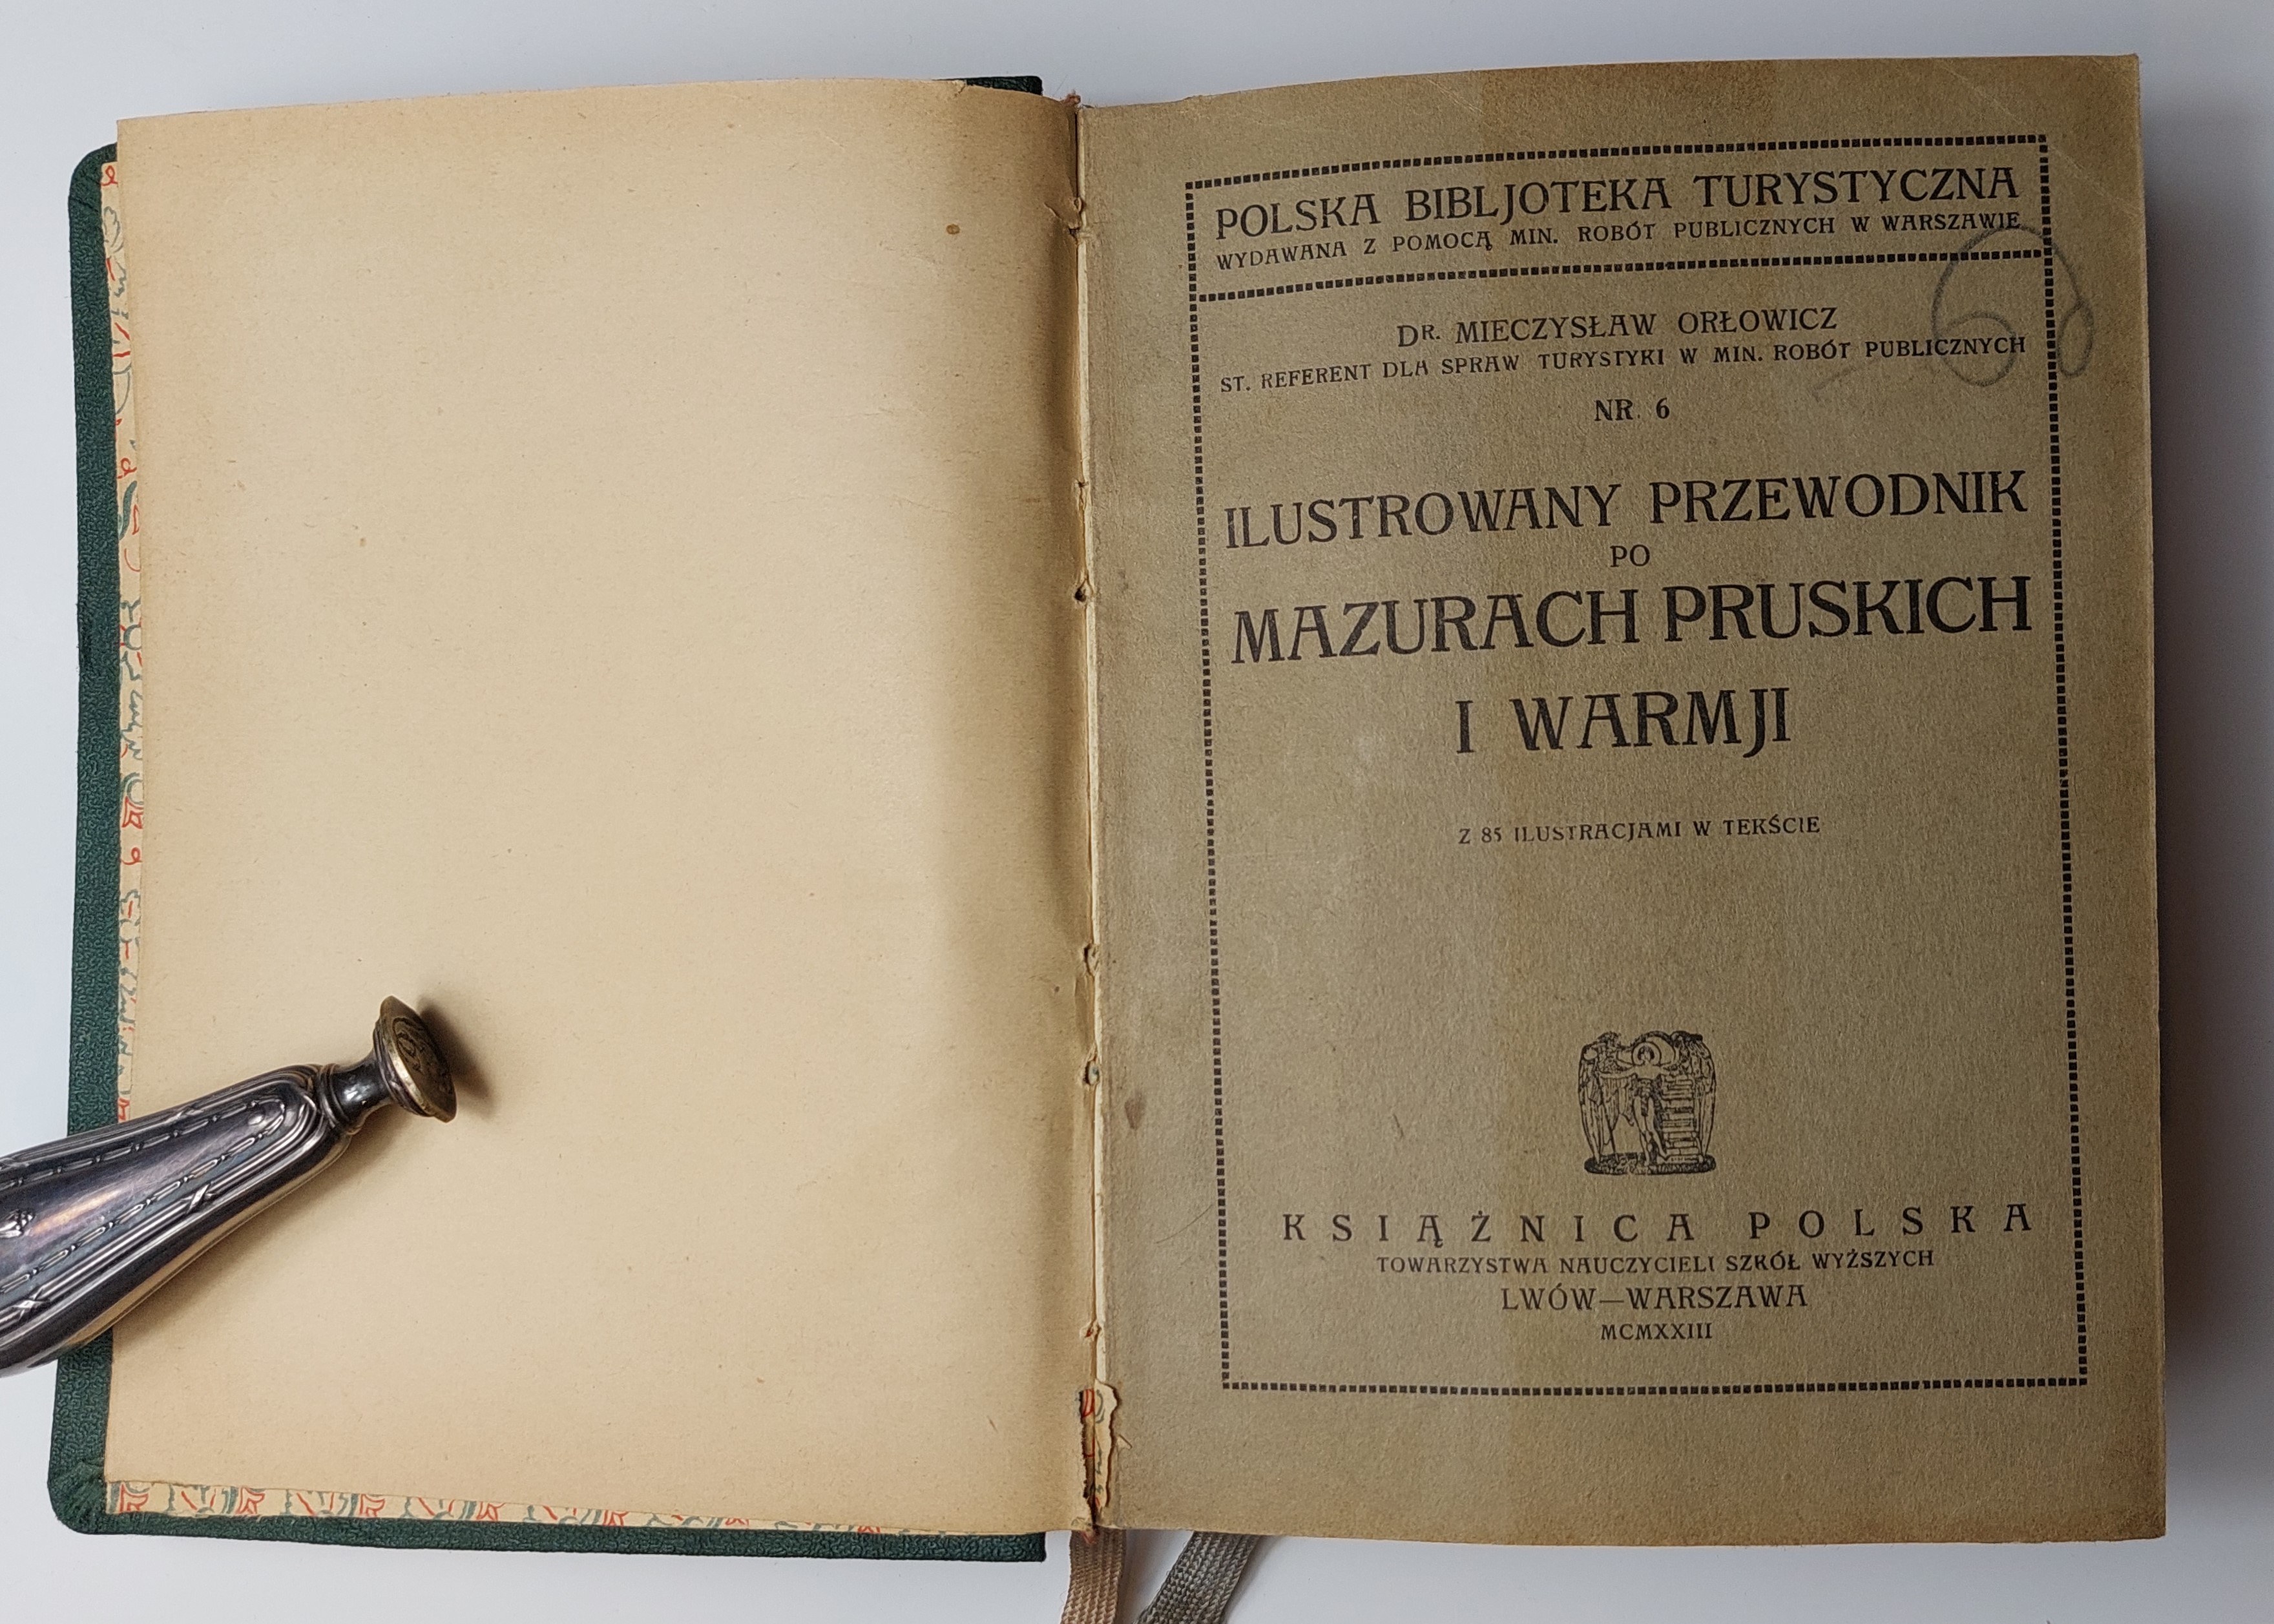 POLSKA BIBLJOTEKA TURYSTYCZNA
WYDAWANA Z POMOCĄ MIN. ROBÓT PUBLICZNYCH W WARSZAWIE
DR. MIECZYSŁAW ORŁOWICZ
ST. REFERENT DLA SPRAW TURYSTYKI W MIN. ROBÓT PUBLICZNYCH
NR. 6
ILUSTROWANY PRZEWODNIK
PO
MAZURACH PRUSKICH
I WARMJI
Z 85 ILUSTRACJAMI W TEKŚCIE
KSIĄŻNICA POLSKA
TOWARZYSTWA NAUCZYCIELI SZKÓŁ WYŻSZYCH
LWÓW—WARSZAWA
MCMXXIII